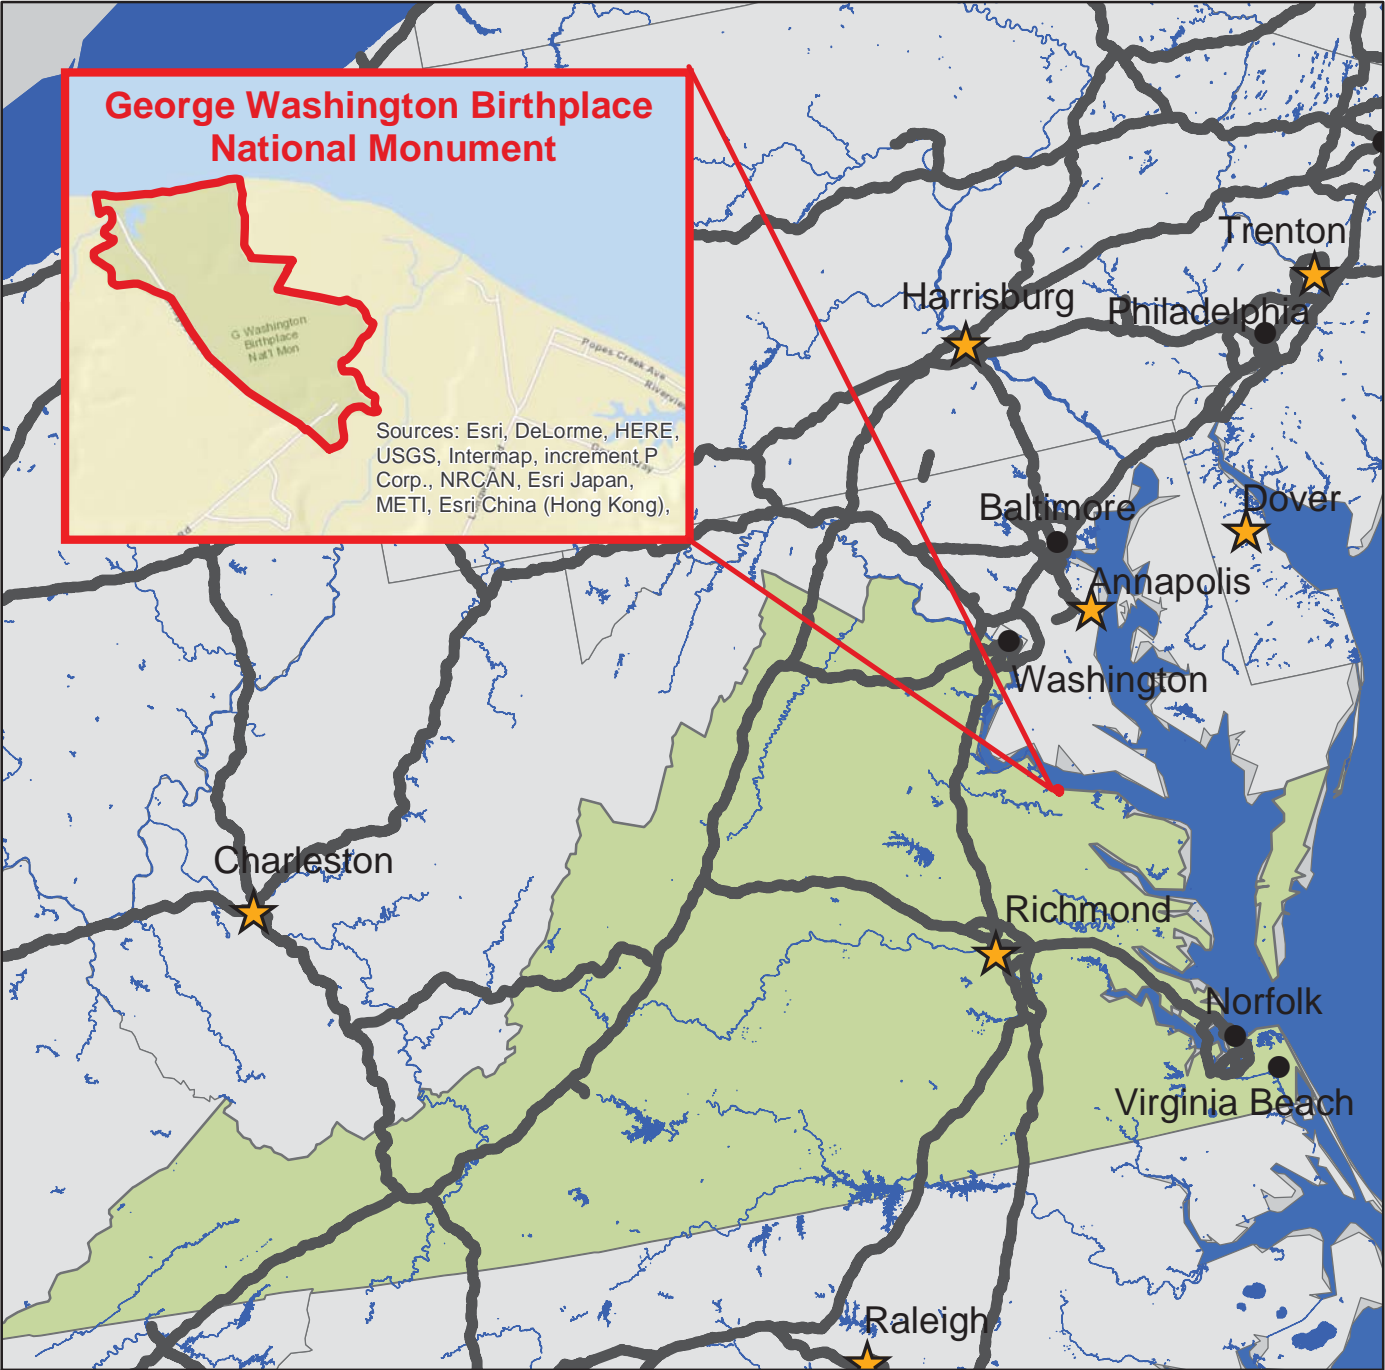 George Washington Birthplace
National Monument
G Washington
Birthplace
Nat'l Mon
Popes Creek Ave
Sources: Esri, DeLorme, HERE,
USGS, Intermap, increment P
Corp., NRCAN, Esri Japan,
METI, Esri China (Hong Kong),
Rd
Trenton
Harrisburg
Philadelphia
Baltimore
Dover
Annapolis
Washington
Charleston
Richmond
Norfolk
Virginia Beach
Raleigh